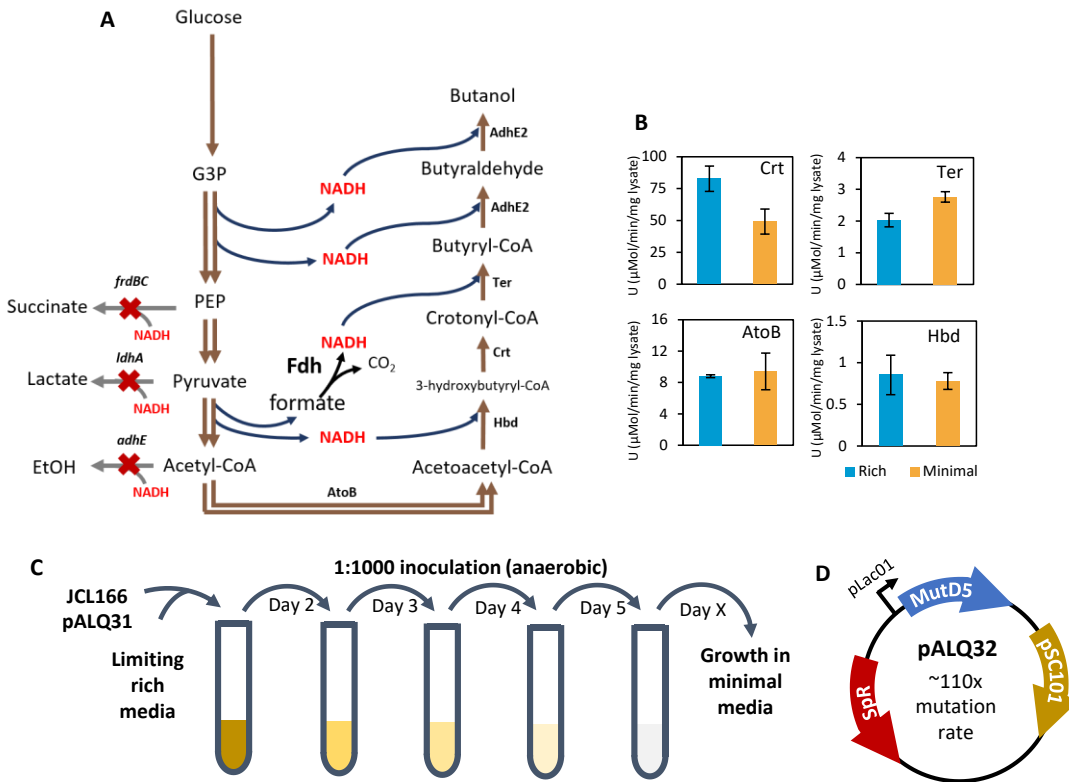 A
Glucose
G3P
PEP
Pyruvate
Acetyl-CoA
frdBC
Succinate
NADH
ldhA
Lactate
NADH
adhE
EtOH
NADH
NADH
NADH
NADH
Fdh
CO2
formate
NADH
AtoB
Butanol
AdhE2
Butyraldehyde
AdhE2
Butyryl-CoA
Ter
Crotonyl-CoA
Crt
3-hydroxybutyryl-CoA
Hbd
Acetoacetyl-CoA
B
U (µMol/min/mg lysate)
100
75
50
25
0
Crt
U (µMol/min/mg lysate)
4
3
2
1
0
Ter
U (µMol/min/mg lysate)
16
12
8
4
0
AtoB
U (µMol/min/mg lysate)
1.5
1
0.5
0
Hbd
Rich
Minimal
C
1:1000 inoculation (anaerobic)
JCL166
pALQ31
Day 2
Day 3
Day 4
Day 5
Day X
Limiting
rich
media
Growth in
minimal
media
D
pLac01
MutD5
pSC101
SpR
pALQ32
~110x
mutation
rate